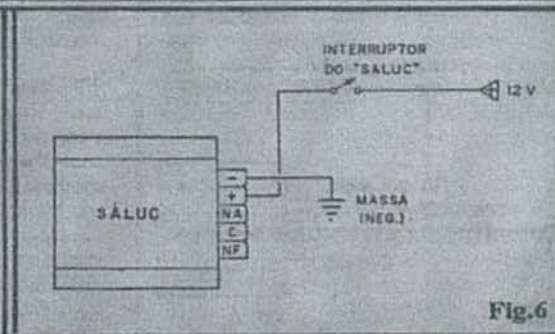 INTERRUPTOR
DO "SALUC"
12 V
-
+
NA
C
NF
SALUC
MASSA
(NEG.)
Fig.6